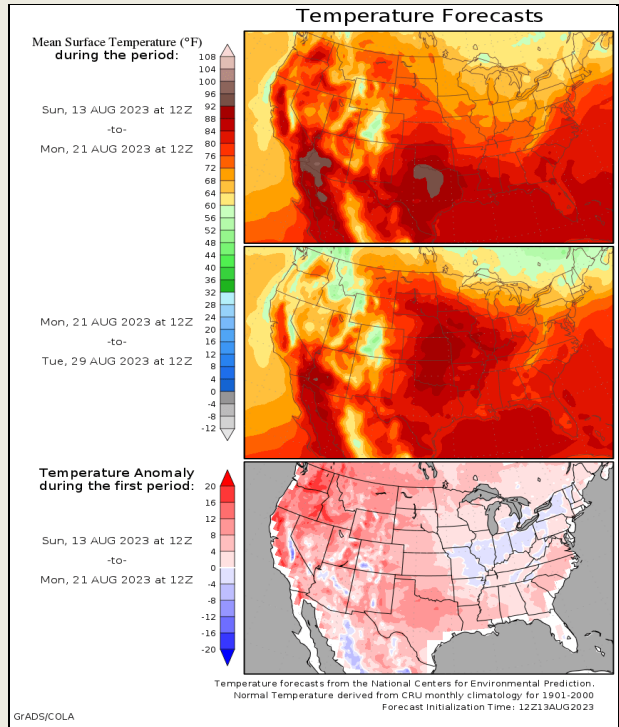 Temperature Forecasts
Mean Surface Temperature (°F)
during the period:
108
104
100
96
92
88
84
80
76
72
68
64
60
56
52
48
44
40
36
32
28
24
20
16
12
8
4
0
-4
-8
-12
Sun, 13 AUG 2023 at 12Z
-to-
Mon, 21 AUG 2023 at 12Z
Mon, 21 AUG 2023 at 12Z
-to-
Tue, 29 AUG 2023 at 12Z
Temperature Anomaly
during the first period:
20
16
12
8
4
0
-4
-8
-12
-16
-20
Sun, 13 AUG 2023 at 12Z
-to-
Mon, 21 AUG 2023 at 12Z
Temperature forecasts from the National Centers for Environmental Prediction.
Normal Temperature derived from CRU monthly climatology for 1901-2000
Forecast Initialization Time: 12Z13AUG2023
GrADS/COLA